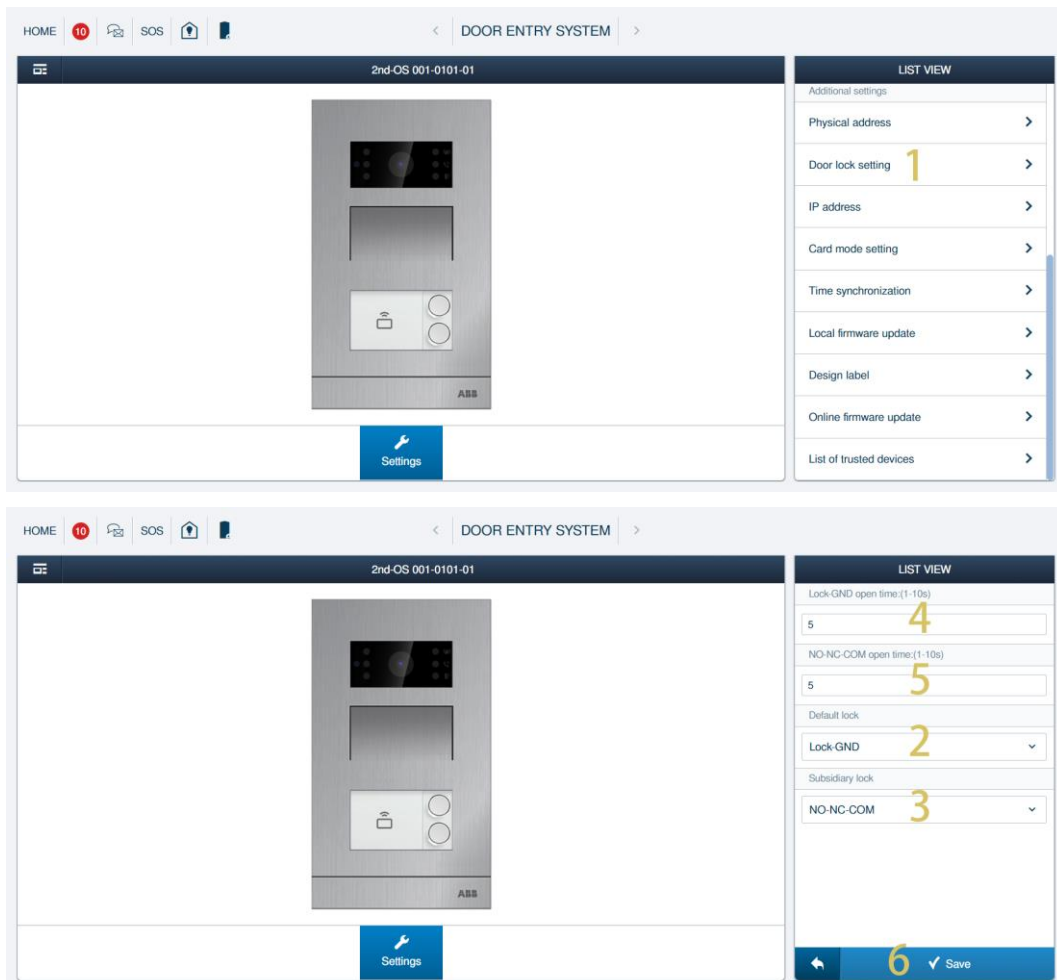 HOME 10 SOS < DOOR ENTRY SYSTEM >
2nd-OS 001-0101-01
LIST VIEW
Additional settings
Physical address
Door lock setting 1
IP address
Card mode setting
Time synchronization
Local firmware update
Design label
Online firmware update
List of trusted devices
ABB
Settings
HOME 10 SOS < DOOR ENTRY SYSTEM >
2nd-OS 001-0101-01
LIST VIEW
Lock-GND open time:(1-10s)
5 4
NO-NC-COM open time:(1-10s)
5 5
Default lock
Lock-GND 2
Subsidiary lock
NO-NC-COM 3
ABB
Settings
6 Save